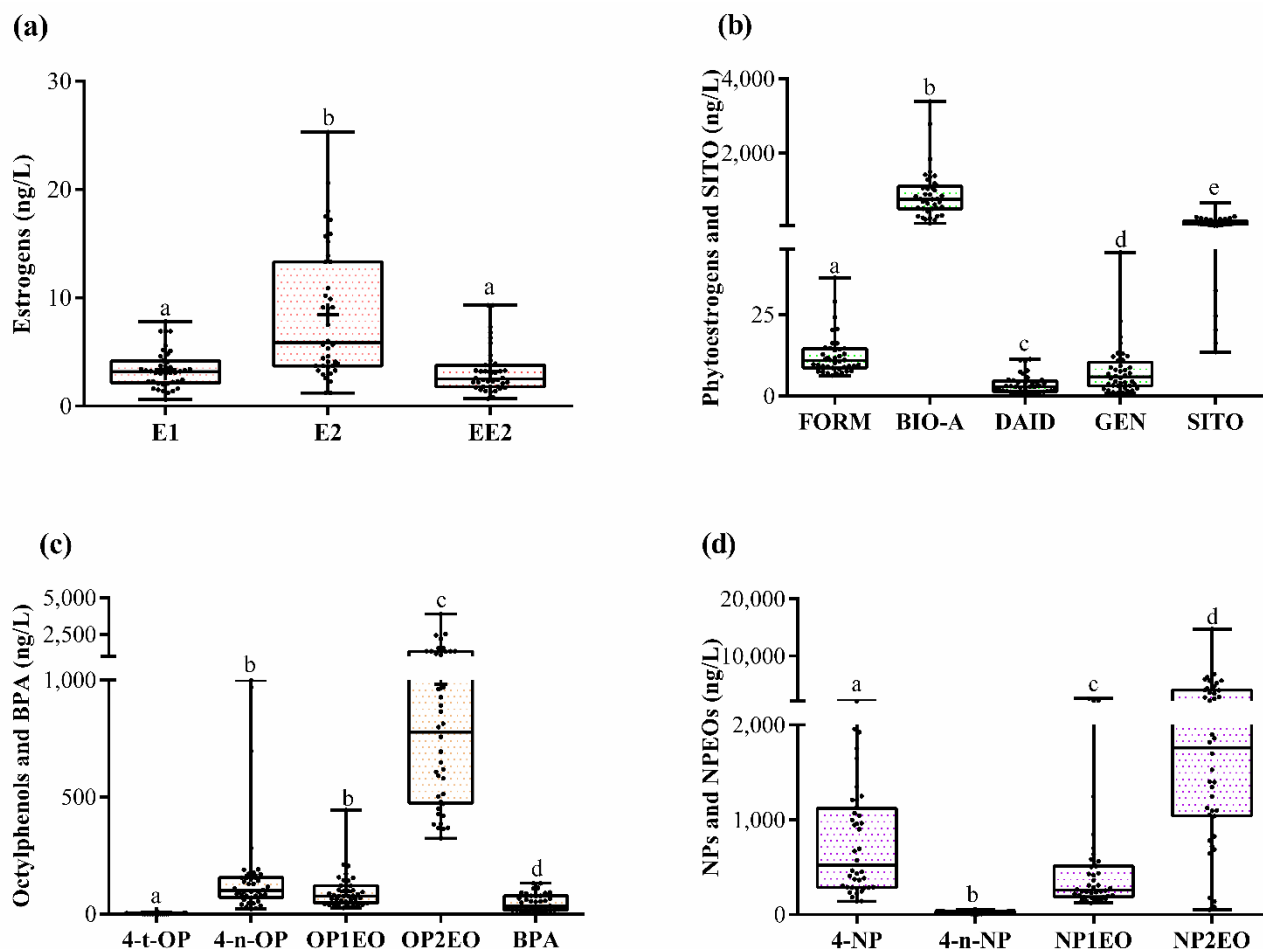 (a)
Estrogens (ng/L)
30
20
10
0
a
b
a
E1 E2 EE2
(b)
Phytoestrogens and SITO (ng/L)
4,000
2,000
25
0
a
b
c
d
e
FORM BIO-A DAID GEN SITO
(c)
Octylphenols and BPA (ng/L)
5,000
2,500
1,000
500
0
a
b
b
c
d
4-t-OP 4-n-OP OP1EO OP2EO BPA
(d)
NPs and NPEOs (ng/L)
20,000
10,000
2,000
1,000
0
a
b
c
d
4-NP 4-n-NP NP1EO NP2EO